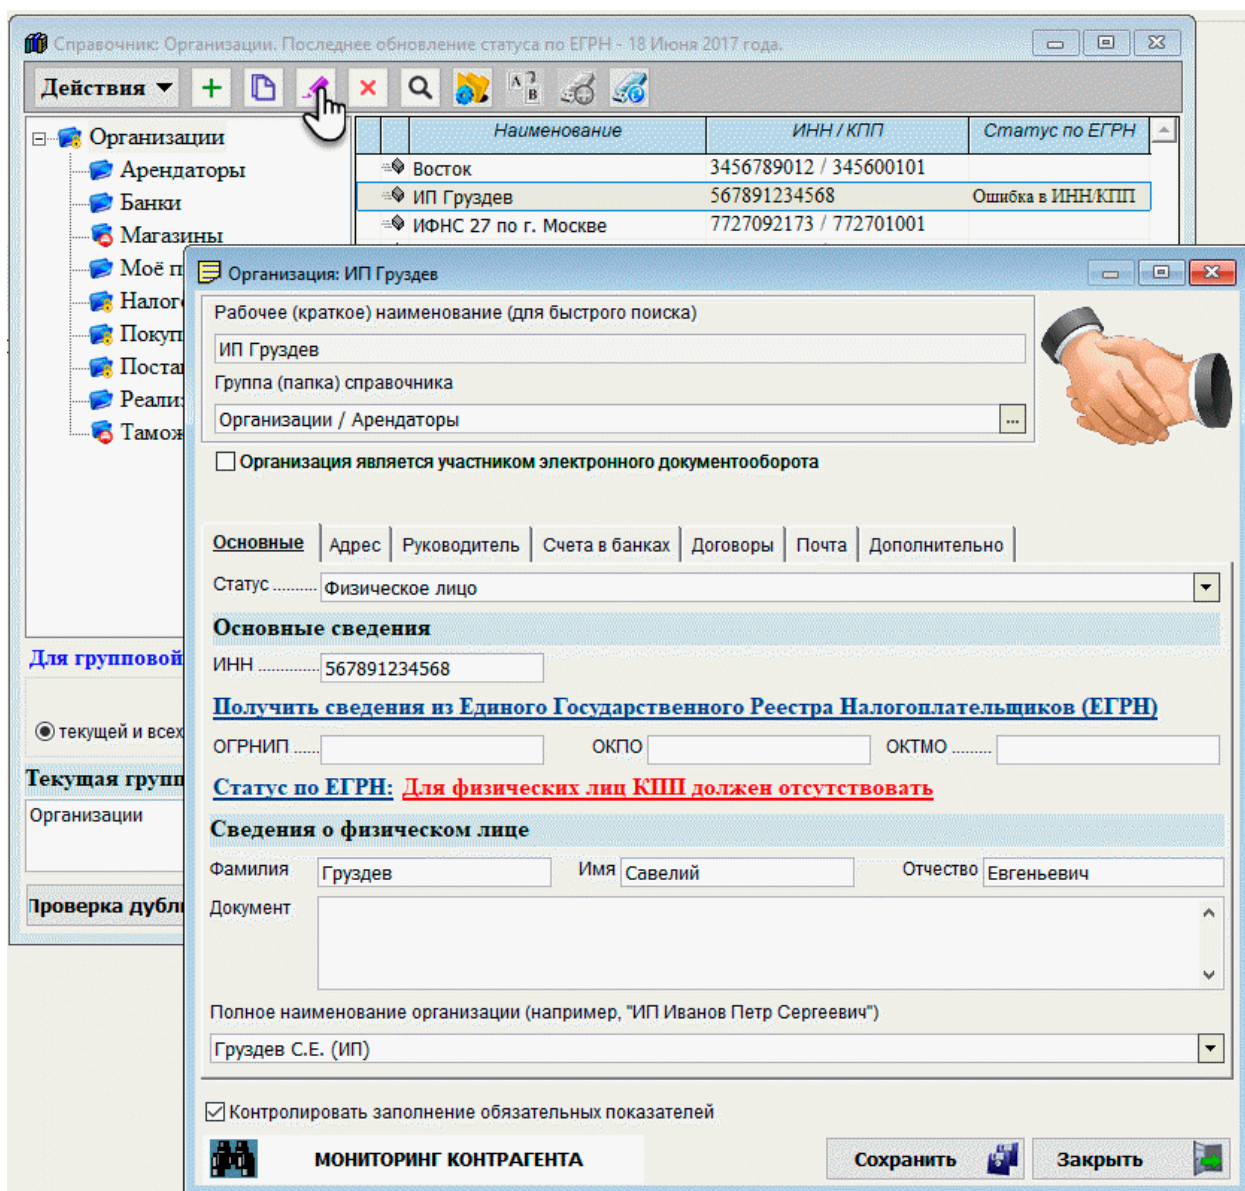 Справочник: Организации. Последнее обновление статуса по ЕГРН - 18 Июня 2017 года.
Действия
Наименование ИНН / КПП Статус по ЕГРН
Организации
Арендаторы
Банки
Магазины
Моё п
Налог
Покуп
Поста
Реализ
Тамож
Восток 3456789012 / 345600101
ИП Груздев 567891234568 Ошибка в ИНН/КПП
ИФНС 27 по г. Москве 7727092173 / 772701001
Для групповой
текущей и всех
Текущая групп
Организации
Проверка дубл
Организация: ИП Груздев
Рабочее (краткое) наименование (для быстрого поиска)
ИП Груздев
Группа (папка) справочника
Организации / Арендаторы ...
Организация является участником электронного документооборота
Основные Адрес Руководитель Счета в банках Договоры Почта Дополнительно
Статус .......... Физическое лицо
Основные сведения
ИНН .............. 567891234568
Получить сведения из Единого Государственного Реестра Налогоплательщиков (ЕГРН)
ОГРНИП ...... ОКПО ОКТМО .........
Статус по ЕГРН: Для физических лиц КПП должен отсутствовать
Сведения о физическом лице
Фамилия Груздев Имя Савелий Отчество Евгеньевич
Документ
Полное наименование организации (например, "ИП Иванов Петр Сергеевич")
Груздев С.Е. (ИП)
Контролировать заполнение обязательных показателей
МОНИТОРИНГ КОНТРАГЕНТА Сохранить Закрыть